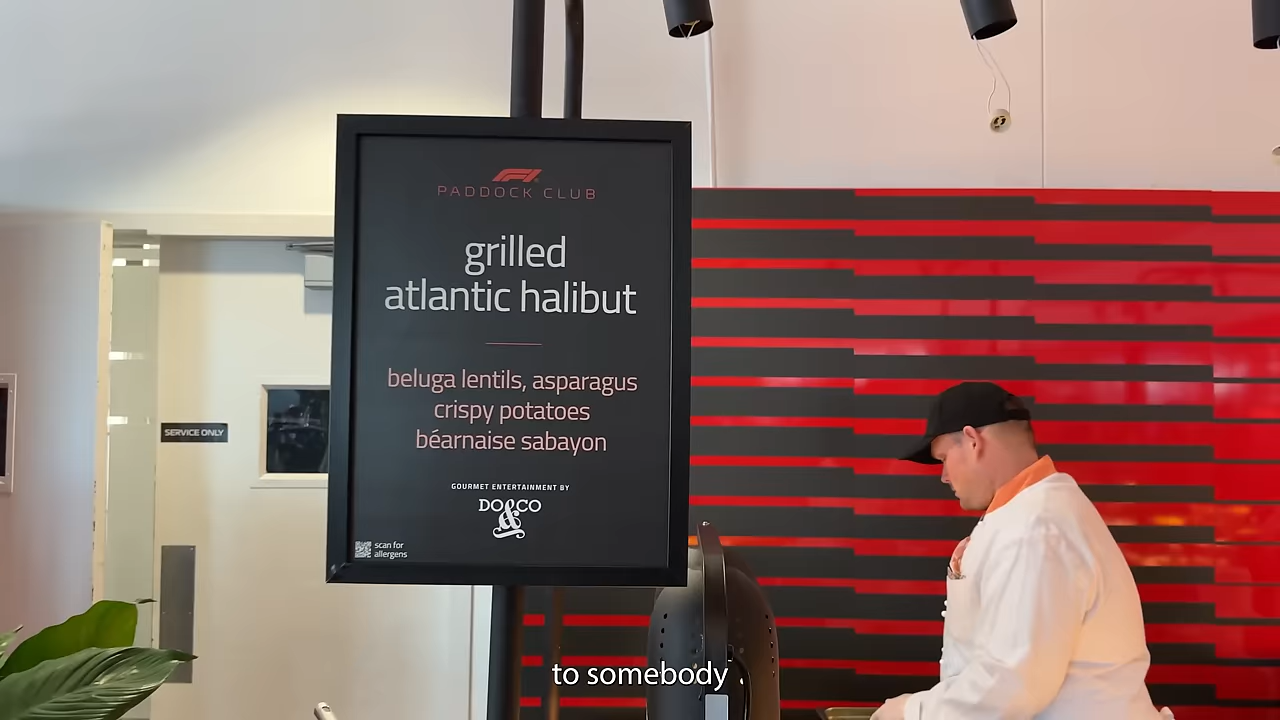 F1
PADDOCK CLUB
grilled
atlantic halibut
beluga lentils, asparagus
crispy potatoes
béarnaise sabayon
GOURMET ENTERTAINMENT BY
DO&CO
scan for
allergens
SERVICE ONLY
to somebody